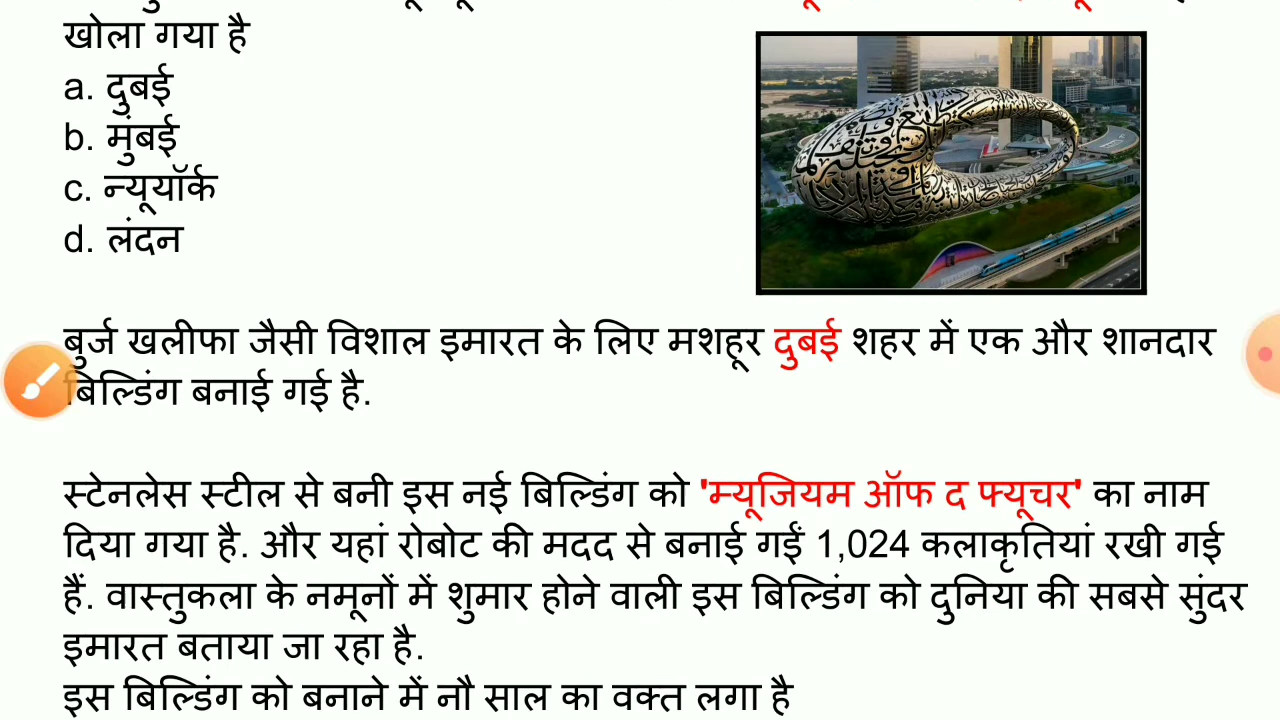 खोला गया है
a. दुबई
b. मुंबई
c. न्यूयॉर्क
d. लंदन
बुर्ज खलीफा जैसी विशाल इमारत के लिए मशहूर दुबई शहर में एक और शानदार
बिल्डिंग बनाई गई है.
स्टेनलेस स्टील से बनी इस नई बिल्डिंग को 'म्यूजियम ऑफ द फ्यूचर' का नाम
दिया गया है. और यहां रोबोट की मदद से बनाई गईं 1,024 कलाकृतियां रखी गई
हैं. वास्तुकला के नमूनों में शुमार होने वाली इस बिल्डिंग को दुनिया की सबसे सुंदर
इमारत बताया जा रहा है.
इस बिल्डिंग को बनाने में नौ साल का वक्त लगा है